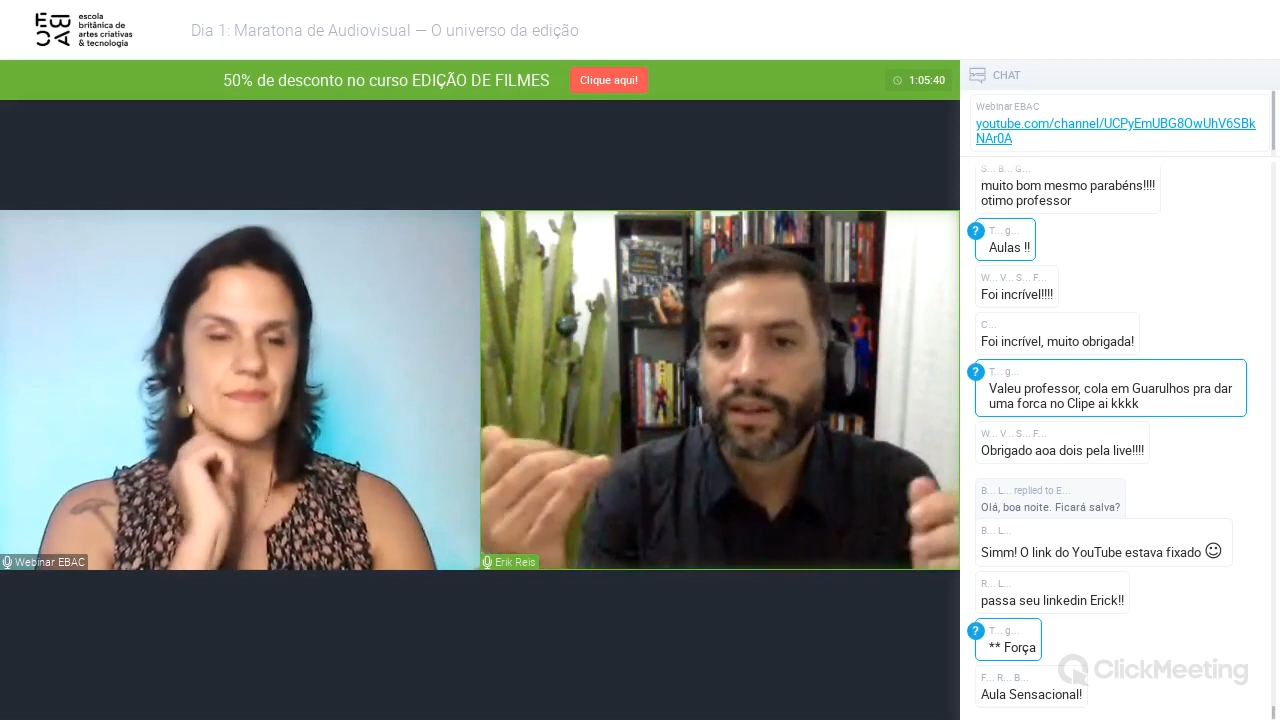 EBAC
escola
britânica de
artes criativas
& tecnologia
Dia 1: Maratona de Audiovisual — O universo da edição
50% de desconto no curso EDIÇÃO DE FILMES
Clique aqui!
1:05:40
CHAT
Webinar EBAC
youtube.com/channel/UCPyEmUBG8OwUhV6SBk
NAr0A
S... B... G...
muito bom mesmo parabéns!!!!
otimo professor
?
T... g...
Aulas !!
W... V... S... F...
Foi incrível!!!!
C...
Foi incrível, muito obrigada!
?
T... g...
Valeu professor, cola em Guarulhos pra dar
uma forca no Clipe ai kkkk
W... V... S... F...
Obrigado aoa dois pela live!!!!
B... L... replied to E...
Olá, boa noite. Ficará salva?
B... L...
Simm! O link do YouTube estava fixado
R... L...
passa seu linkedin Erick!!
?
T... g...
** Força
F... R... B...
Aula Sensacional!
ClickMeeting
Webinar EBAC
Erik Reis